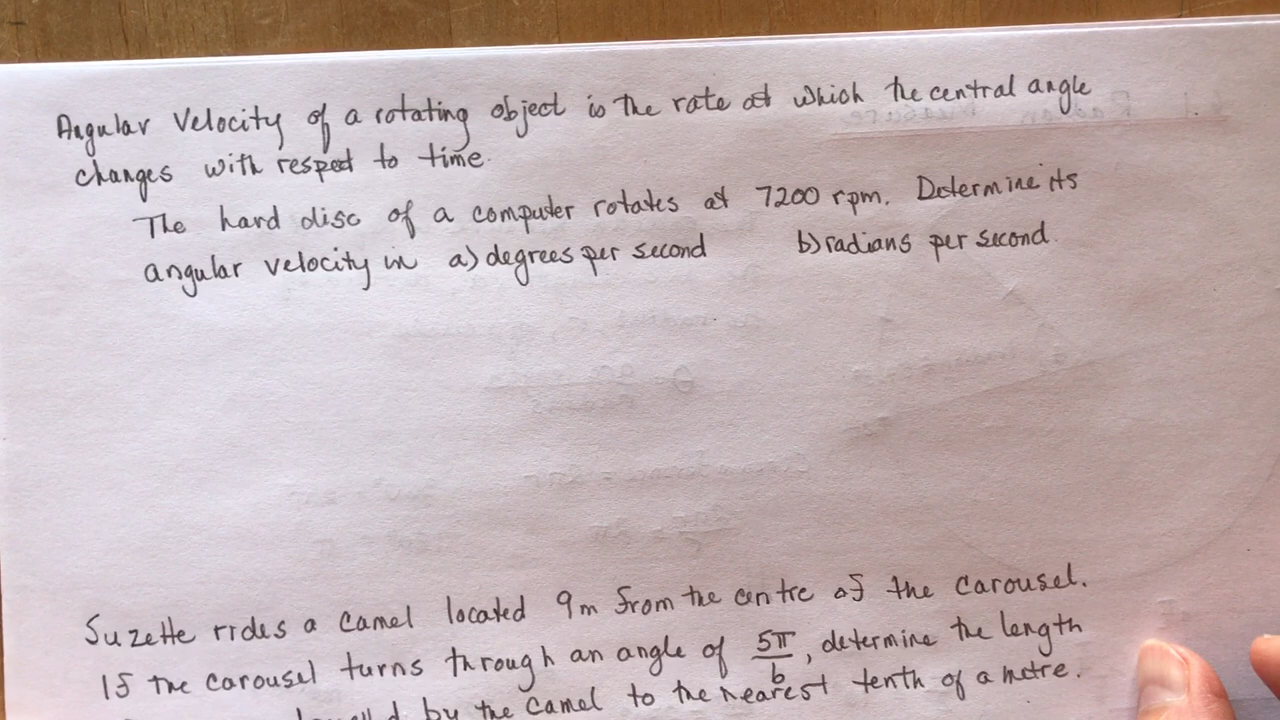 Angular Velocity of a rotating object is the rate at which the central angle
changes with respect to time.
The hard disc of a computer rotates at 7200 rpm. Determine its
angular velocity in a) degrees per second b) radians per second.
Suzette rides a camel located 9m from the centre of the carousel.
If the carousel turns through an angle of 5π/6, determine the length
by the camel to the nearest tenth of a metre.